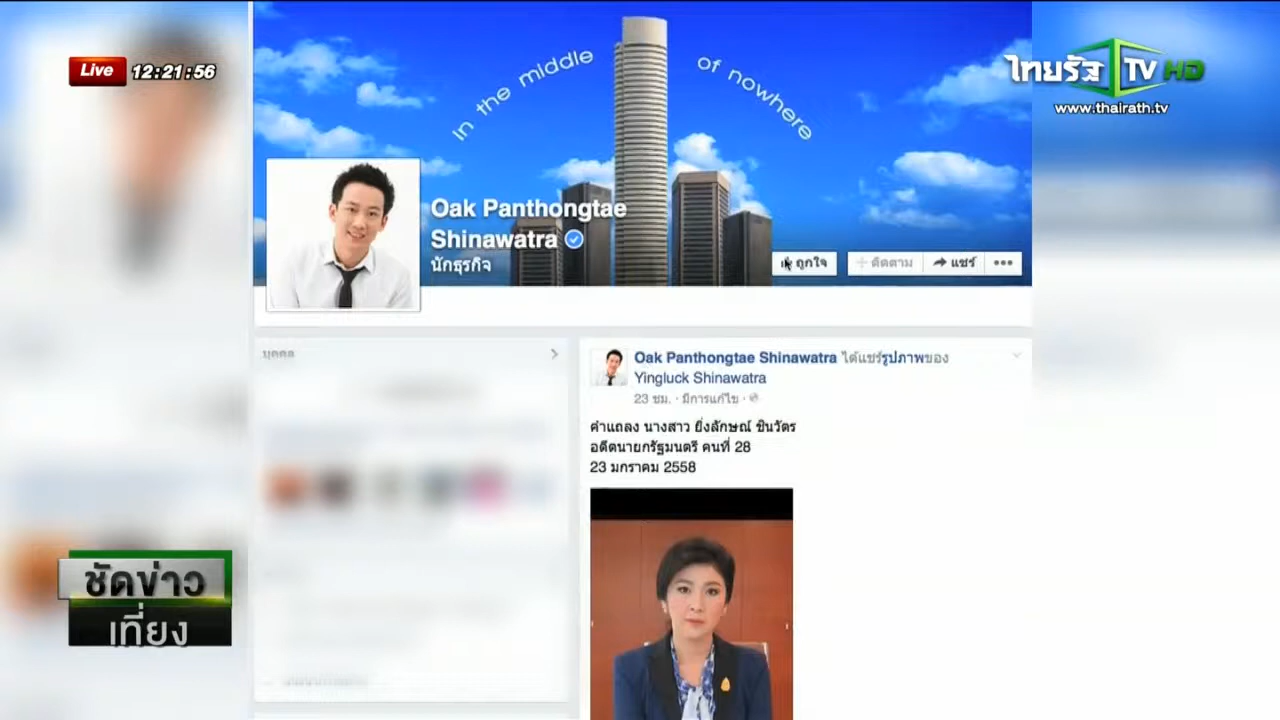 Live 12:21:56
ไทยรัฐ TV HD
www.thairath.tv
In the middle of nowhere
Oak Panthongtae
Shinawatra
นักธุรกิจ
ถูกใจ
ติดตาม
แชร์
บุคคล
Oak Panthongtae Shinawatra ได้แชร์รูปภาพของ
Yingluck Shinawatra
23 ชม. · มีการแก้ไข ·
คำแถลง นางสาว ยิ่งลักษณ์ ชินวัตร
อดีตนายกรัฐมนตรี คนที่ 28
23 มกราคม 2558
ชัดข่าว
เที่ยง